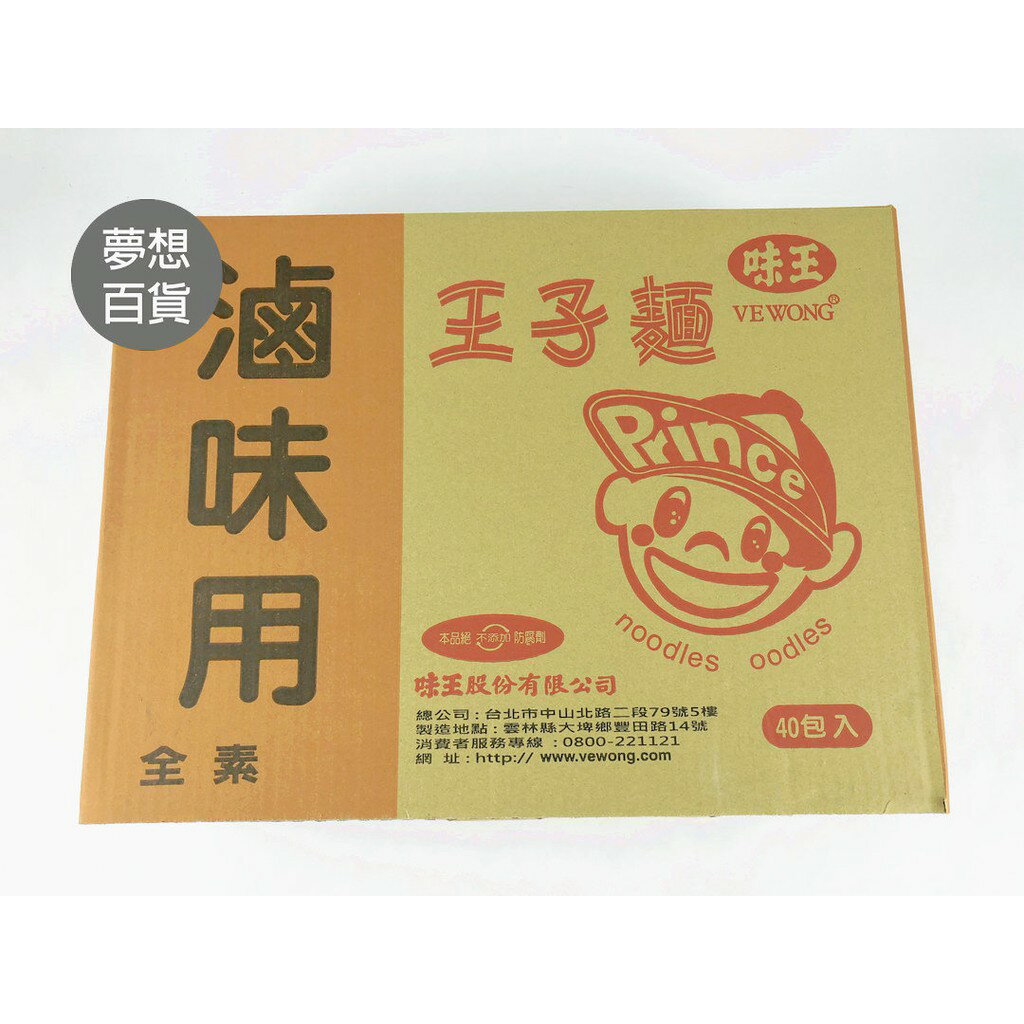 夢想
百貨
滷味用
全素
王子麵
味王
VE WONG®
Prince
noodles oodles
本品絕不添加防腐劑
味王股份有限公司
總公司：台北市中山北路二段79號5樓
製造地點：雲林縣大埤鄉豐田路14號
消費者服務專線：0800-221121
網 址：http:// www.vewong.com
40包入